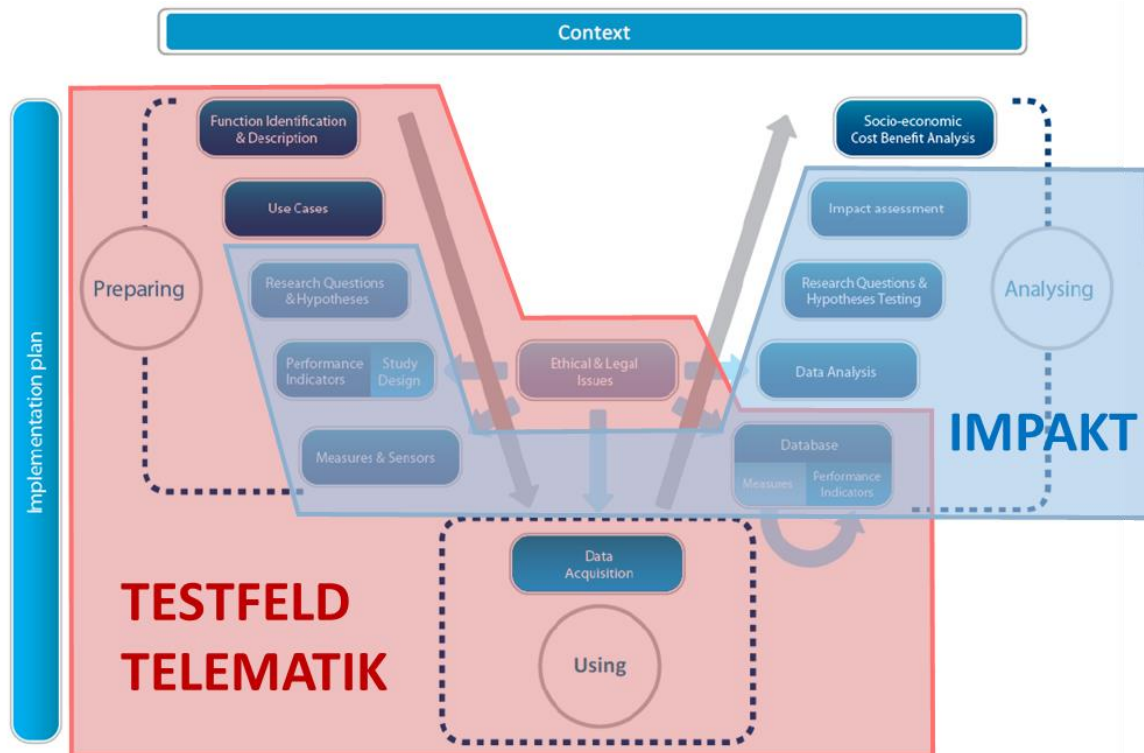 Context
Implementation plan
Function Identification
& Description
Use Cases
Preparing
Research Questions
& Hypotheses
Performance
Indicators
Study
Design
Measures & Sensors
Ethical & Legal
Issues
Socio-economic
Cost Benefit Analysis
Impact assessment
Research Questions &
Hypotheses Testing
Analysing
Data Analysis
IMPAKT
Database
Measures
Performance
Indicators
Data
Acquisition
Using
TESTFELD
TELEMATIK